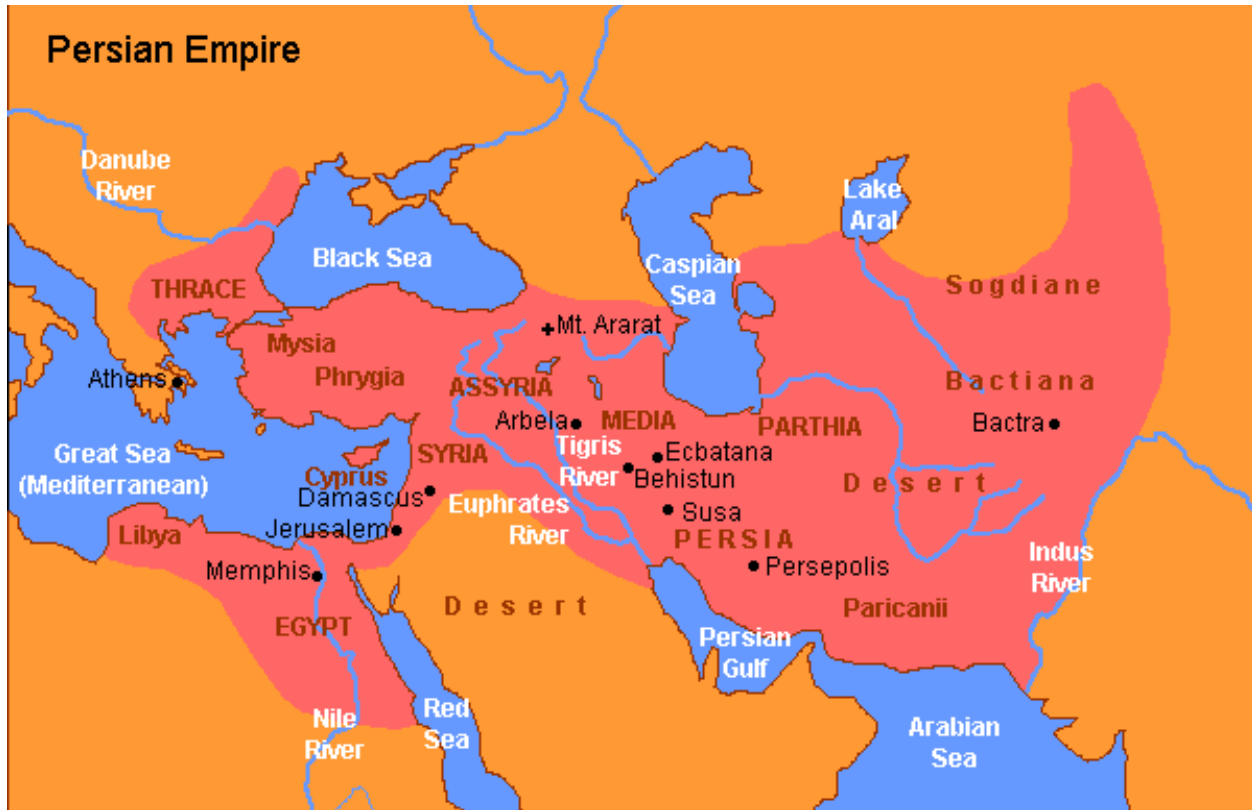 Persian Empire
Danube
River
Lake
Aral
Black Sea
Caspian
Sea
THRACE
Sogdiane
Mt. Ararat
Mysia
Phrygia
Athens
ASSYRIA
Bactiana
Arbela
MEDIA
PARTHIA
Bactra
Great Sea
(Mediterranean)
SYRIA
Tigris
River
Ecbatana
Behistun
Cyprus
Damascus
Desert
Euphrates
River
Susa
Libya
Jerusalem
PERSIA
Indus
River
Memphis
Persepolis
Desert
Paricanii
EGYPT
Persian
Gulf
Nile
River
Red
Sea
Arabian
Sea